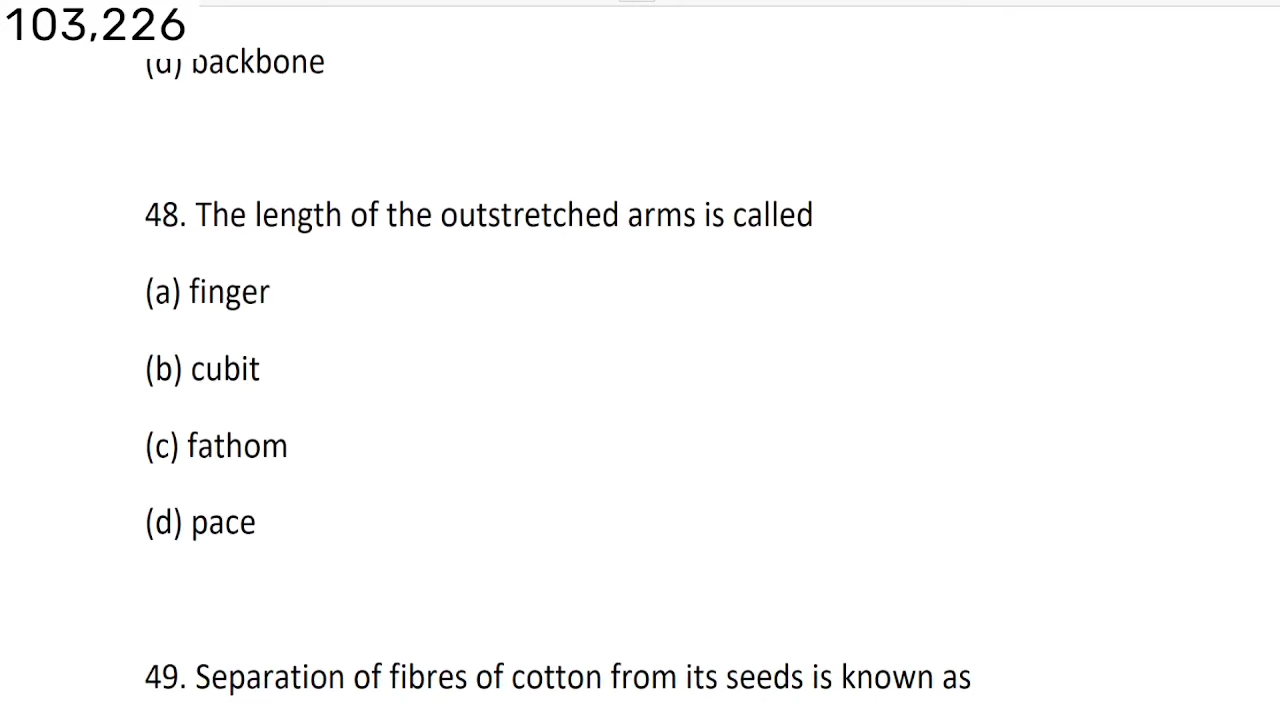 103,226
(d) backbone
48. The length of the outstretched arms is called
(a) finger
(b) cubit
(c) fathom
(d) pace
49. Separation of fibres of cotton from its seeds is known as